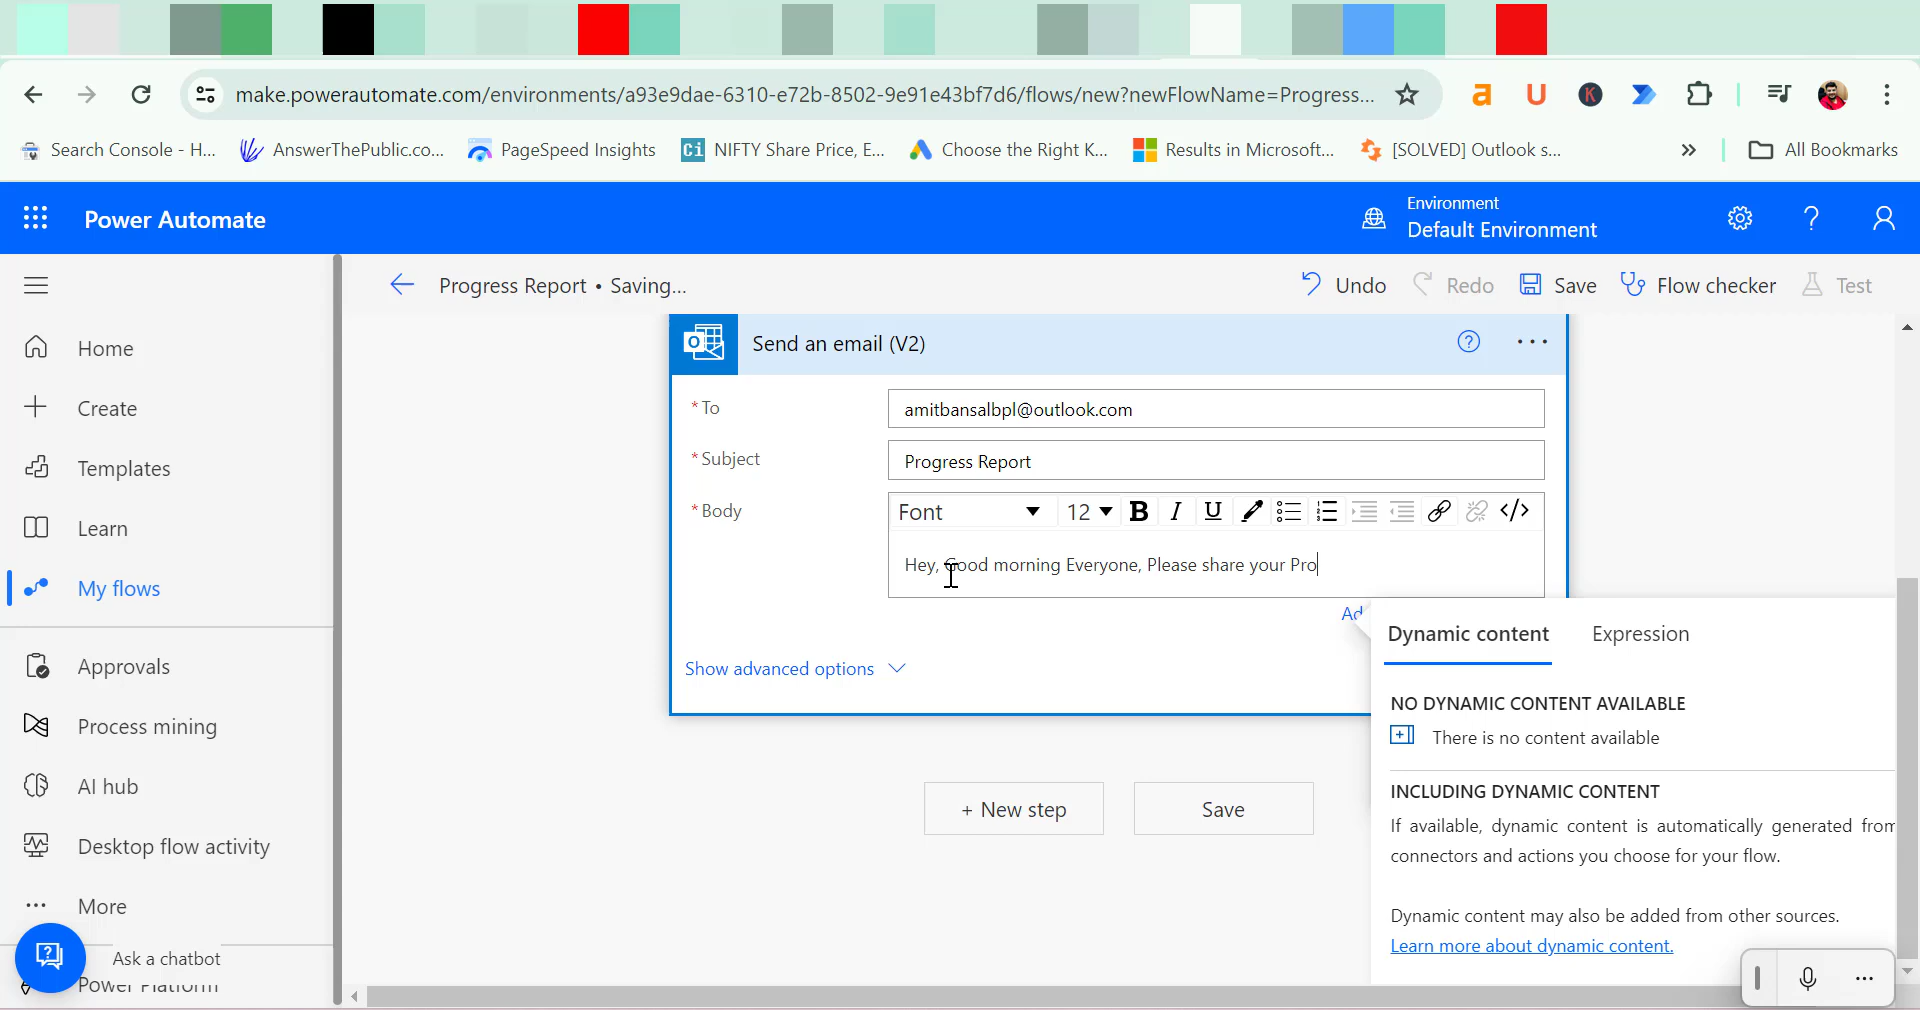 make.powerautomate.com/environments/a93e9dae-6310-e72b-8502-9e91e43bf7d6/flows/new?newFlowName=Progress...
Search Console - H...
AnswerThePublic.co...
PageSpeed Insights
NIFTY Share Price, E...
Choose the Right K...
Results in Microsoft...
[SOLVED] Outlook s...
All Bookmarks
Power Automate
Environment
Default Environment
Progress Report • Saving...
Undo
Redo
Save
Flow checker
Test
Home
Create
Templates
Learn
My flows
Approvals
Process mining
AI hub
Desktop flow activity
More
Ask a chatbot
Power Platform
Send an email (V2)
* To
amitbansalbpl@outlook.com
* Subject
Progress Report
* Body
Font
12
Hey, Good morning Everyone, Please share your Pro
Show advanced options
+ New step
Save
Dynamic content
Expression
NO DYNAMIC CONTENT AVAILABLE
There is no content available
INCLUDING DYNAMIC CONTENT
If available, dynamic content is automatically generated from
connectors and actions you choose for your flow.
Dynamic content may also be added from other sources.
Learn more about dynamic content.